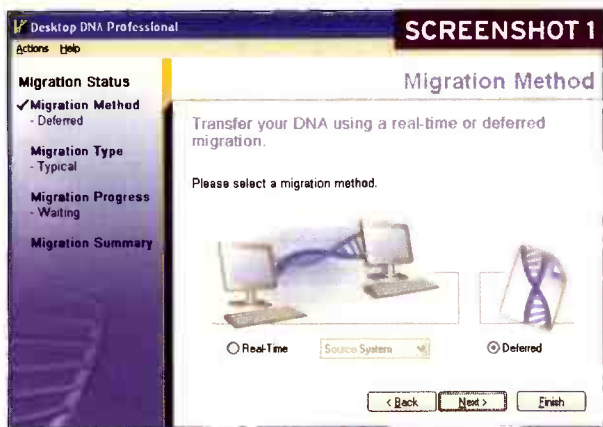 Desktop DNA Professional
SCREENSHOT 1
Actions Help
Migration Status
Migration Method
- Deferred
Migration Type
- Typical
Migration Progress
- Waiting
Migration Summary
Migration Method
Transfer your DNA using a real-time or deferred
migration.
Please select a migration method.
Real-Time
Source System
Deferred
< Back
Next >
Finish